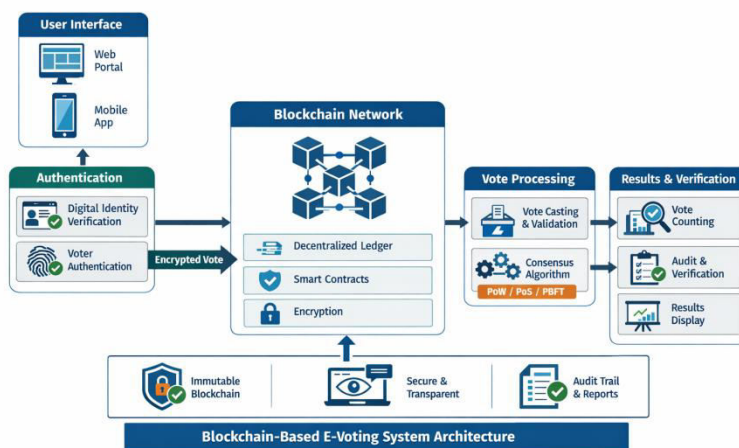 User Interface
Web
Portal
Mobile
App
Authentication
Digital Identity
Verification
Voter
Authentication
Encrypted Vote
Blockchain Network
Decentralized Ledger
Smart Contracts
Encryption
Vote Processing
Vote Casting
& Validation
Consensus
Algorithm
PoW / PoS / PBFT
Results & Verification
Vote
Counting
Audit &
Verification
Results
Display
Immutable
Blockchain
Secure &
Transparent
Audit Trail
& Reports
Blockchain-Based E-Voting System Architecture